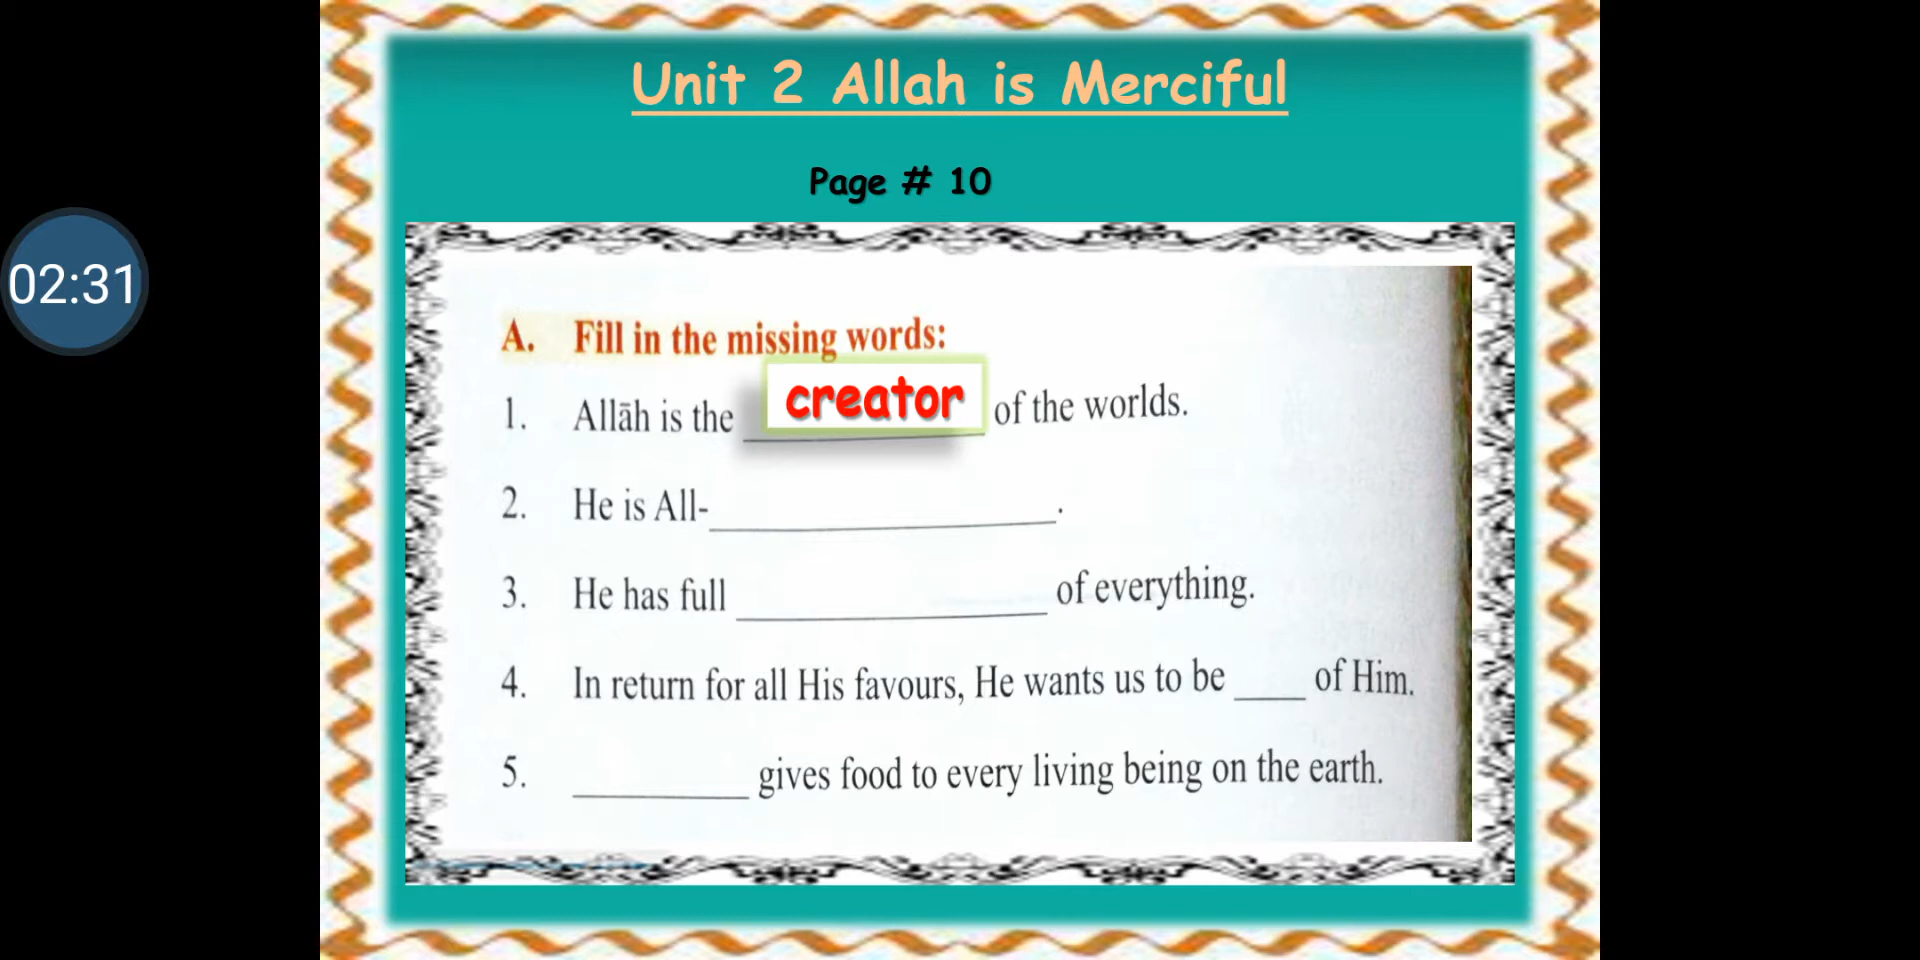 Unit 2 Allah is Merciful
Page # 10
02:31
A. Fill in the missing words:
1. Allāh is the creator of the worlds.
2. He is All-____________.
3. He has full ____________ of everything.
4. In return for all His favours, He wants us to be ____ of Him.
5. ________ gives food to every living being on the earth.